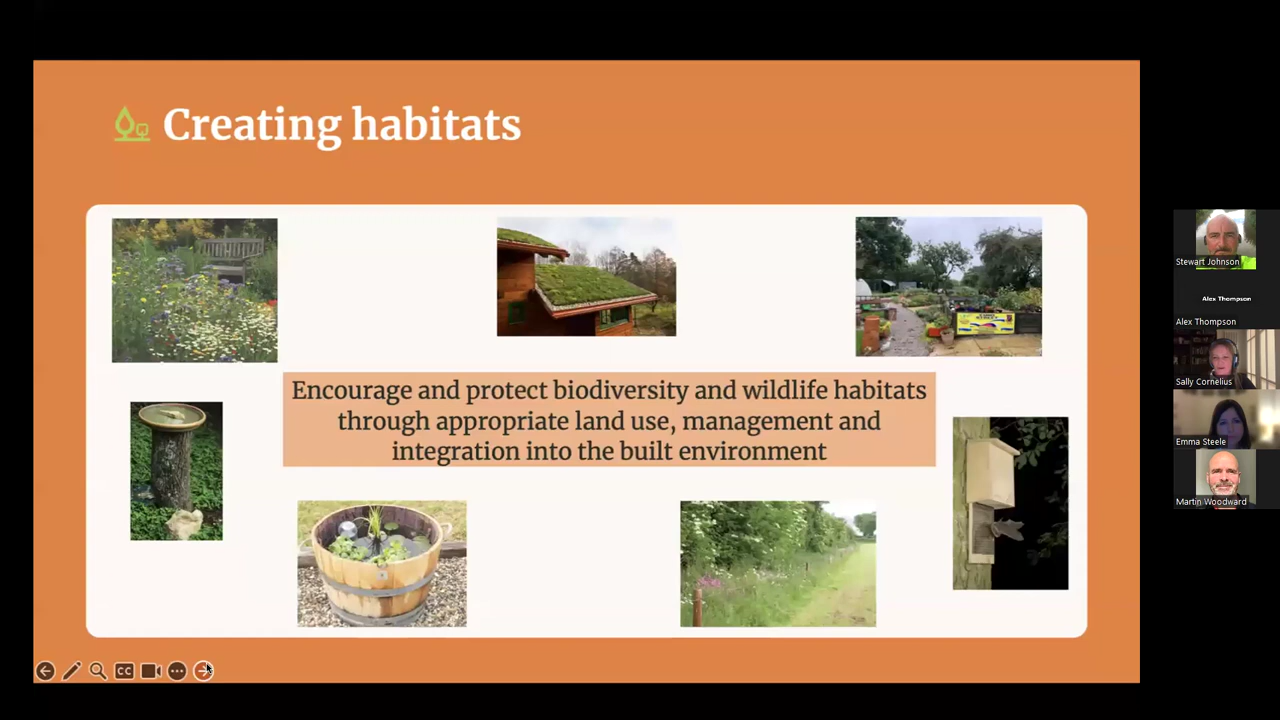 Creating habitats
Encourage and protect biodiversity and wildlife habitats
through appropriate land use, management and
integration into the built environment
CC
Stewart Johnson
Alex Thompson
Alex Thompson
Sally Cornelius
Emma Steele
Martin Woodward